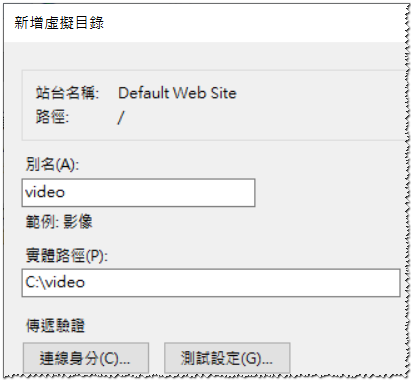 新增虛擬目錄
站台名稱: Default Web Site
路徑: /
別名(A):
video
範例: 影像
實體路徑(P):
C:\video
傳遞驗證
連線身分(C)... 測試設定(G)...